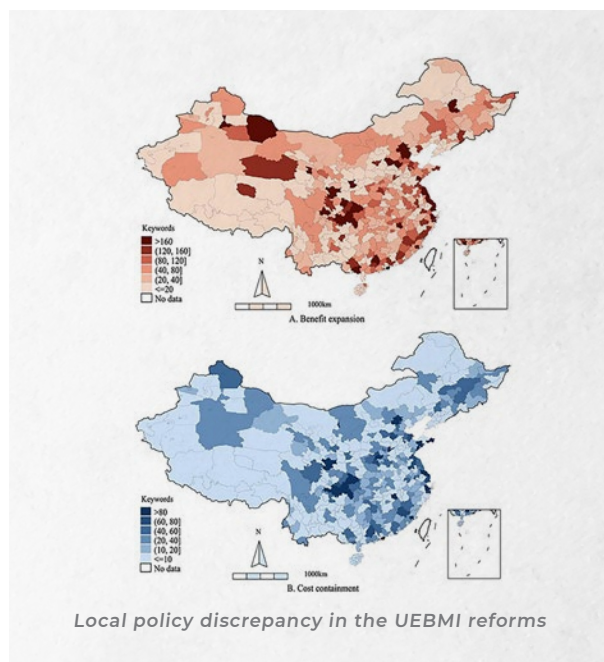 Keywords
>160
(120, 160]
(80, 120]
(40, 80]
(20, 40]
<=20
No data
N
1000km
A. Benefit expansion
Keywords
>80
(60, 80]
(40, 60]
(20, 40]
(10, 20]
<=10
No data
N
1000km
B. Cost containment
Local policy discrepancy in the UEBMI reforms